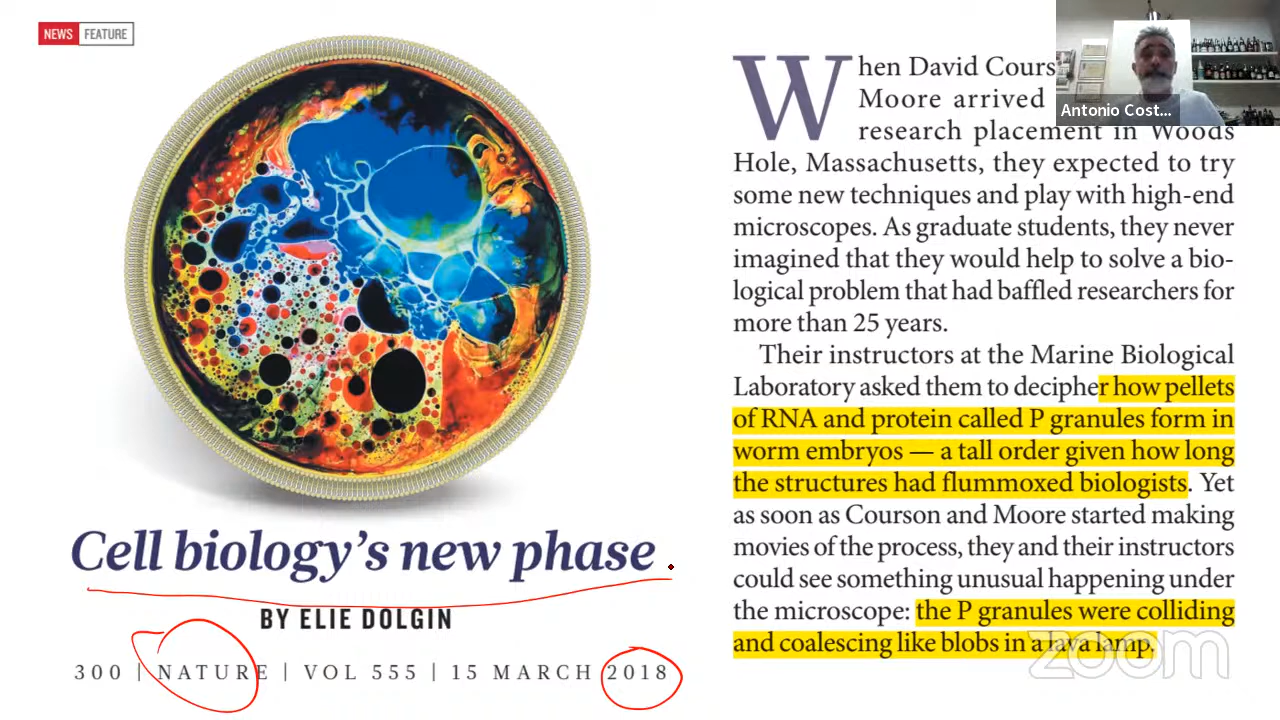 NEWS FEATURE
Cell biology's new phase
BY ELIE DOLGIN
300 | NATURE | VOL 555 | 15 MARCH 2018
When David Cours
Moore arrived
research placement in Woods
Hole, Massachusetts, they expected to try
some new techniques and play with high-end
microscopes. As graduate students, they never
imagined that they would help to solve a bio-
logical problem that had baffled researchers for
more than 25 years.
Their instructors at the Marine Biological
Laboratory asked them to decipher how pellets
of RNA and protein called P granules form in
worm embryos — a tall order given how long
the structures had flummoxed biologists. Yet
as soon as Courson and Moore started making
movies of the process, they and their instructors
could see something unusual happening under
the microscope: the P granules were colliding
and coalescing like blobs in a lava lamp.
Antonio Cost...
zoom